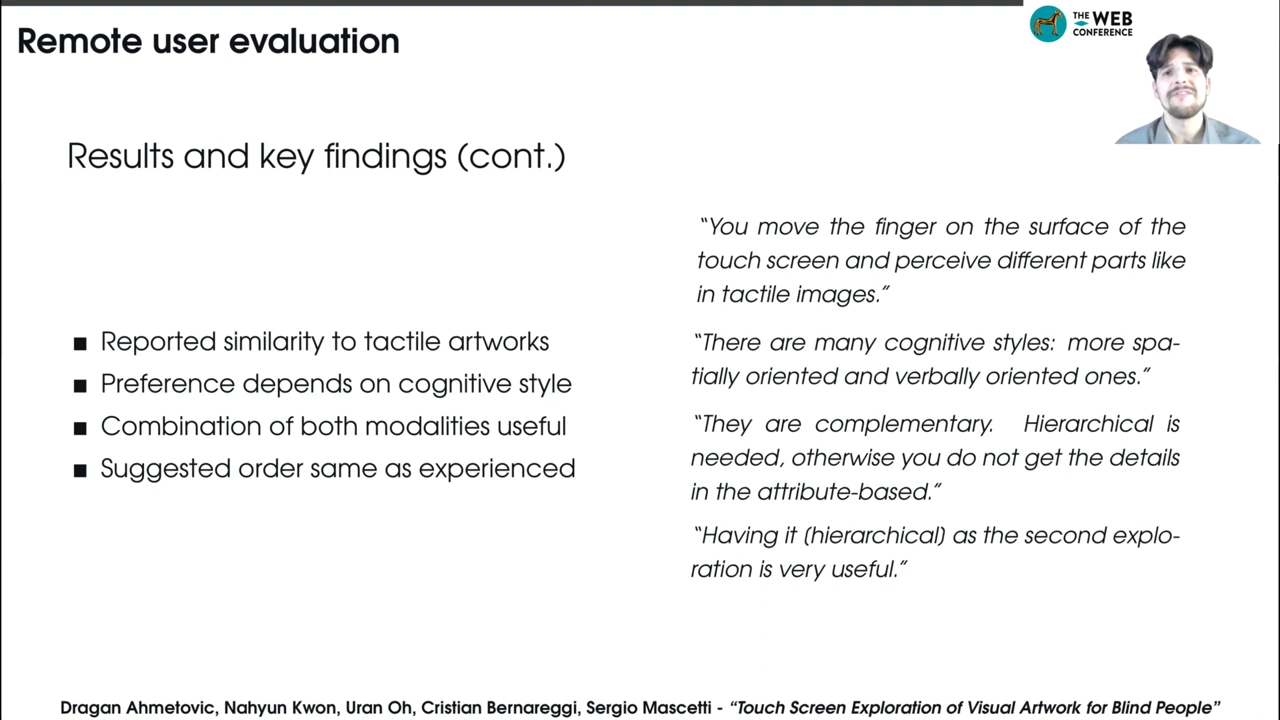 Remote user evaluation
THE WEB
CONFERENCE
Results and key findings (cont.)
Reported similarity to tactile artworks
Preference depends on cognitive style
Combination of both modalities useful
Suggested order same as experienced
“You move the finger on the surface of the
touch screen and perceive different parts like
in tactile images.”
“There are many cognitive styles: more spa-
tially oriented and verbally oriented ones.”
“They are complementary. Hierarchical is
needed, otherwise you do not get the details
in the attribute-based.”
“Having it (hierarchical) as the second explo-
ration is very useful.”
Dragan Ahmetovic, Nahyun Kwon, Uran Oh, Cristian Bernareggi, Sergio Mascetti - “Touch Screen Exploration of Visual Artwork for Blind People”